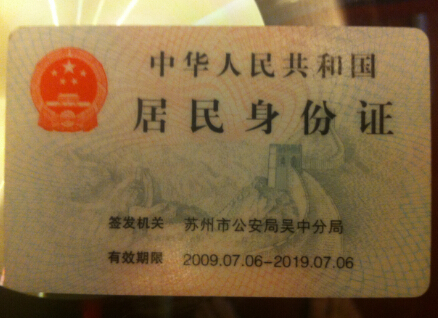 中华人民共和国
居民身份证
签发机关 苏州市公安局吴中分局
有效期限 2009.07.06-2019.07.06